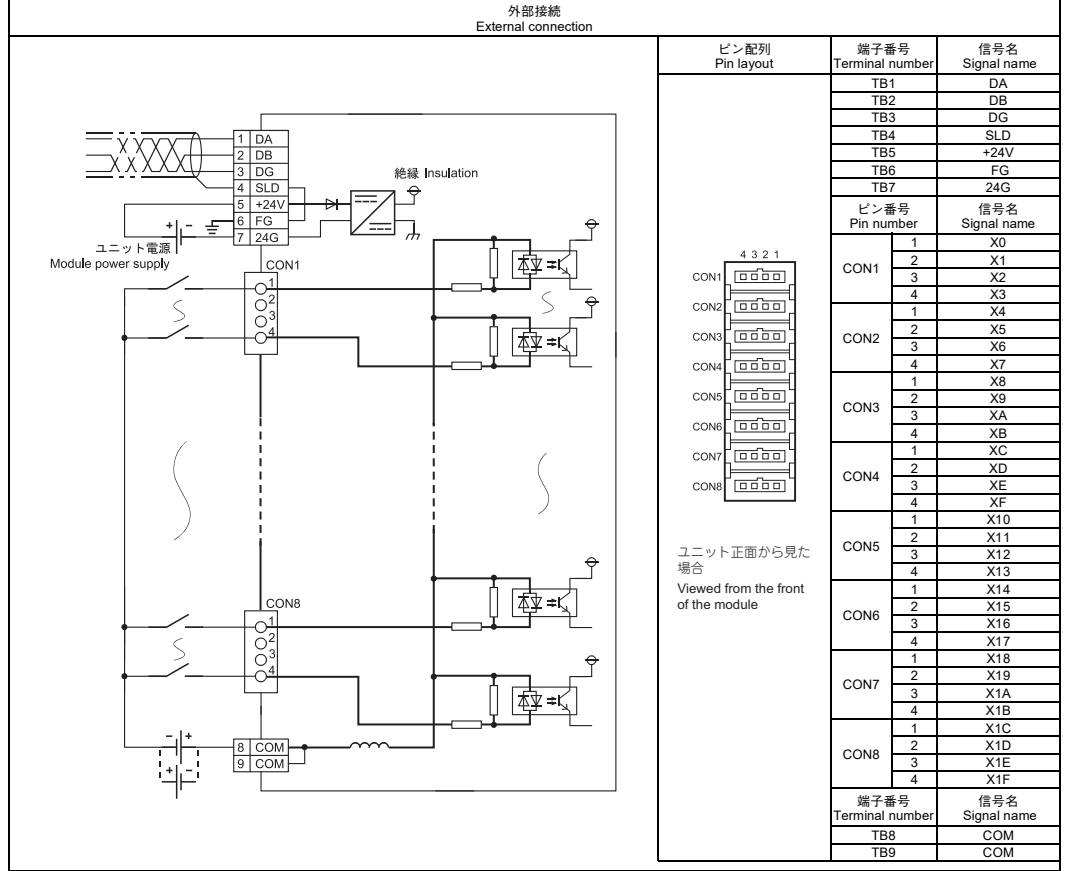 外部接続
External connection
1 DA
2 DB
3 DG
4 SLD
5 +24V
6 FG
7 24G
絶縁 Insulation
+ -
ユニット電源
Module power supply
CON1
1
2
3
4
CON8
1
2
3
4
- +
8 COM
9 COM
+ -
ピン配列
Pin layout
4 3 2 1
CON1
CON2
CON3
CON4
CON5
CON6
CON7
CON8
ユニット正面から見た
場合
Viewed from the front
of the module
端子番号 信号名
Terminal number Signal name
TB1 DA
TB2 DB
TB3 DG
TB4 SLD
TB5 +24V
TB6 FG
TB7 24G
ピン番号 信号名
Pin number Signal name
CON1
1 X0
2 X1
3 X2
4 X3
CON2
1 X4
2 X5
3 X6
4 X7
CON3
1 X8
2 X9
3 XA
4 XB
CON4
1 XC
2 XD
3 XE
4 XF
CON5
1 X10
2 X11
3 X12
4 X13
CON6
1 X14
2 X15
3 X16
4 X17
CON7
1 X18
2 X19
3 X1A
4 X1B
CON8
1 X1C
2 X1D
3 X1E
4 X1F
端子番号 信号名
Terminal number Signal name
TB8 COM
TB9 COM